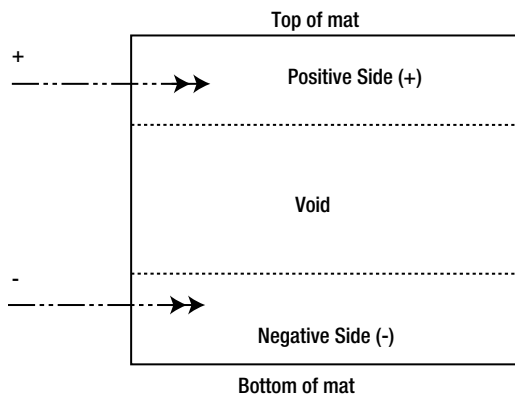 Top of mat
+
Positive Side (+)
Void
-
Negative Side (-)
Bottom of mat